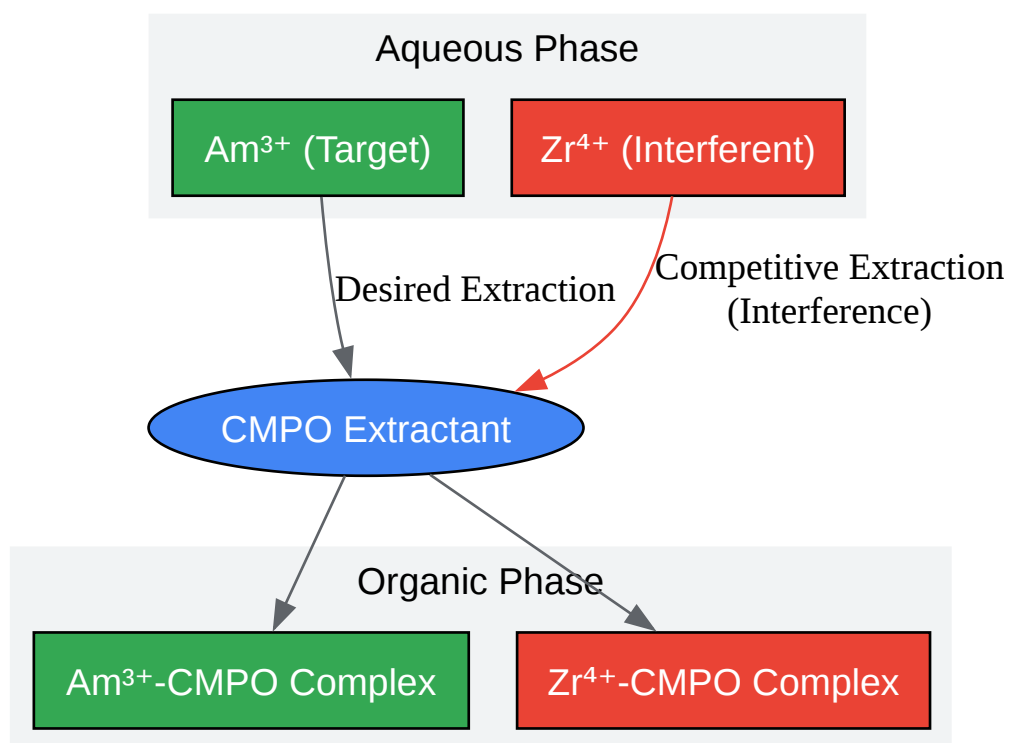 Aqueous Phase
Am³⁺ (Target)
Zr⁴⁺ (Interferent)
Desired Extraction
Competitive Extraction
(Interference)
CMPO Extractant
Organic Phase
Am³⁺-CMPO Complex
Zr⁴⁺-CMPO Complex